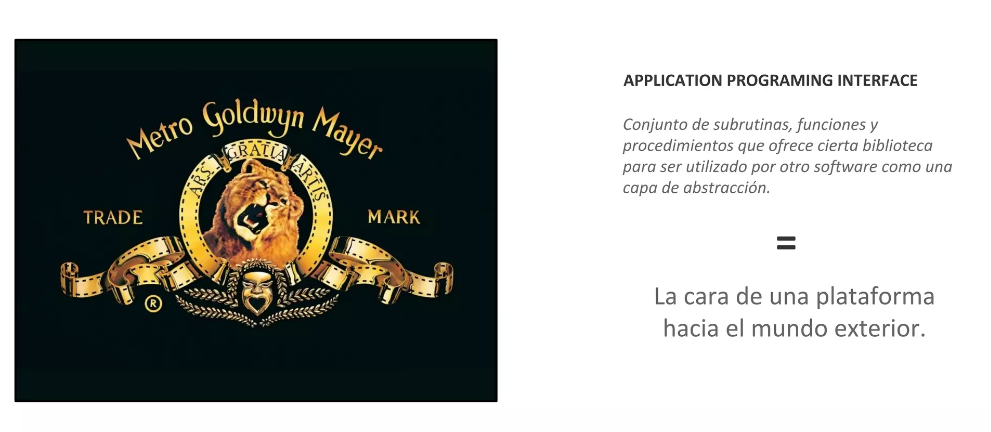 Metro Goldwyn Mayer
ARS GRATIA ARTIS
TRADE MARK
®
APPLICATION PROGRAMING INTERFACE
Conjunto de subrutinas, funciones y
procedimientos que ofrece cierta biblioteca
para ser utilizado por otro software como una
capa de abstracción.
=
La cara de una plataforma
hacia el mundo exterior.